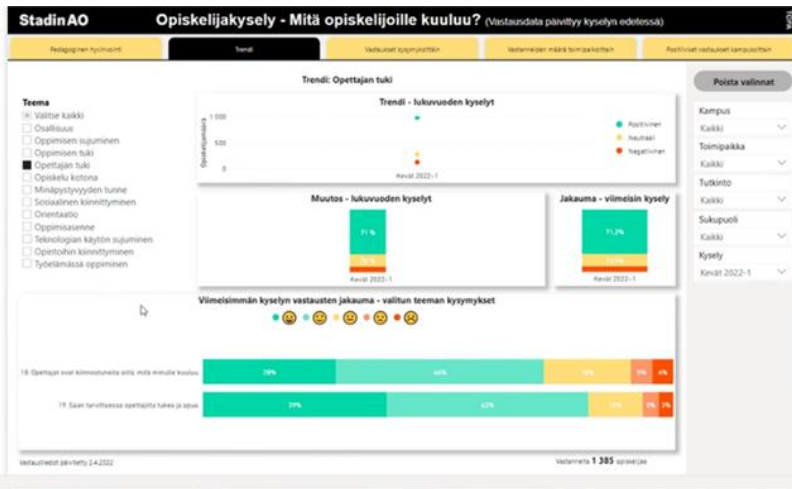 StadinAO
Opiskelijakysely - Mitä opiskelijoille kuuluu? (Vastausdata päivittyy kyselyn edetessä)
Pedagoginen hyvinvointi
Trendi
Vastaukset kysymyksittäin
Vastanneiden määrä toimipaikoittain
Positiiviset vastaukset kampuksittain
Trendi: Opettajan tuki
Poista valinnat
Teema
Valitse kaikki
Osallisuus
Oppimisen sujuminen
Oppimisen tuki
Opettajan tuki
Opiskelu kotona
Minäpystyvyyden tunne
Sosiaalinen kiinnittyminen
Orientaatio
Oppimisasenne
Teknologian käytön sujuminen
Opintoihin kiinnittyminen
Työelämässä oppiminen
Trendi - lukuvuoden kyselyt
Opiskelijamäärä
1 000
500
0
Kevät 2022-1
Positiivinen
Neutraali
Negatiivinen
Muutos - lukuvuoden kyselyt
71 %
Kevät 2022-1
Jakauma - viimeisin kysely
71,2%
Kevät 2022-1
Kampus
Kaikki
Toimipaikka
Kaikki
Tutkinto
Kaikki
Sukupuoli
Kaikki
Kysely
Kevät 2022-1
Viimeisimmän kyselyn vastausten jakauma - valitun teeman kysymykset
18. Opettajat ovat kiinnostuneita siitä, mitä minulle kuuluu.
19. Saan tarvittaessa opettajilta tukea ja apua.
39%
Vastaustiedot päivitetty 2.4.2022
Vastanneita 1 385 opiskelijaa